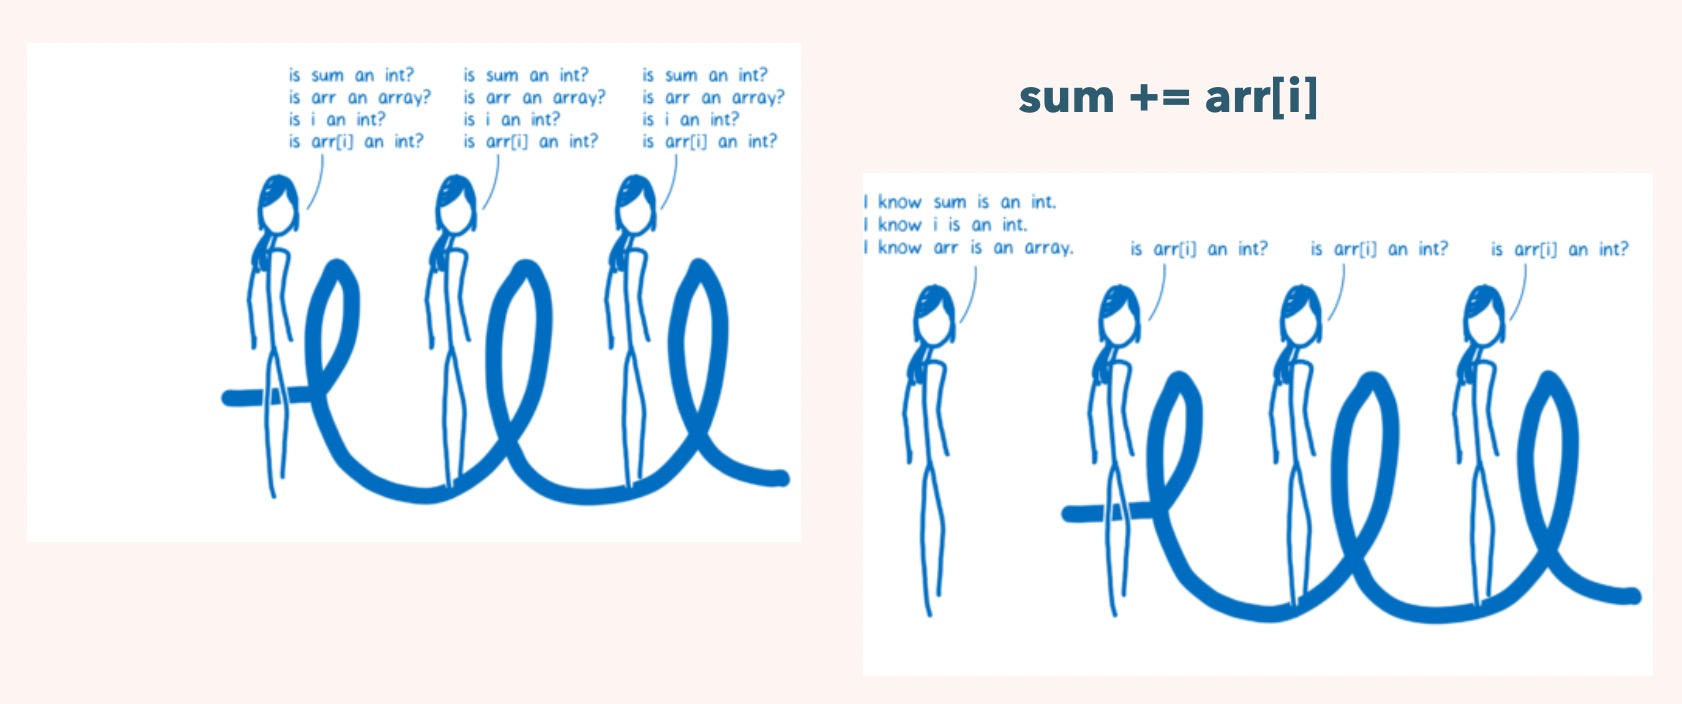 is sum an int?
is arr an array?
is i an int?
is arr[i] an int?
is sum an int?
is arr an array?
is i an int?
is arr[i] an int?
is sum an int?
is arr an array?
is i an int?
is arr[i] an int?
sum += arr[i]
I know sum is an int.
I know i is an int.
I know arr is an array.
is arr[i] an int?
is arr[i] an int?
is arr[i] an int?